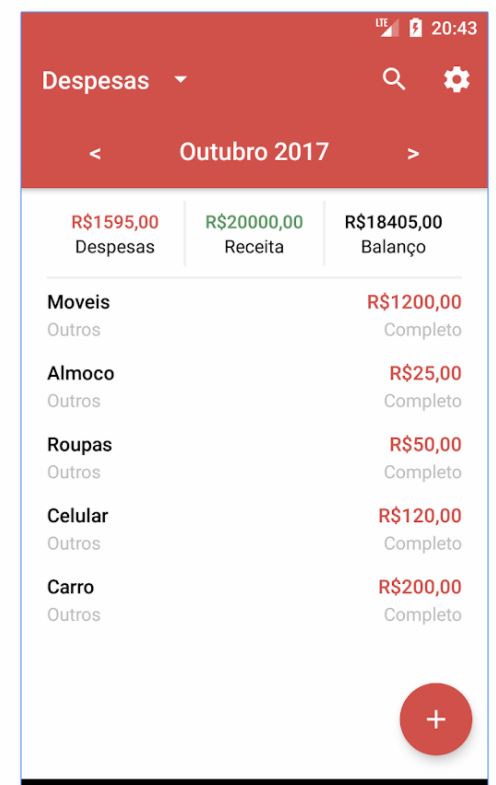 LTE 20:43
Despesas
< Outubro 2017 >
R$1595,00 R$20000,00 R$18405,00
Despesas Receita Balanço
Moveis R$1200,00
Outros Completo
Almoco R$25,00
Outros Completo
Roupas R$50,00
Outros Completo
Celular R$120,00
Outros Completo
Carro R$200,00
Outros Completo
+